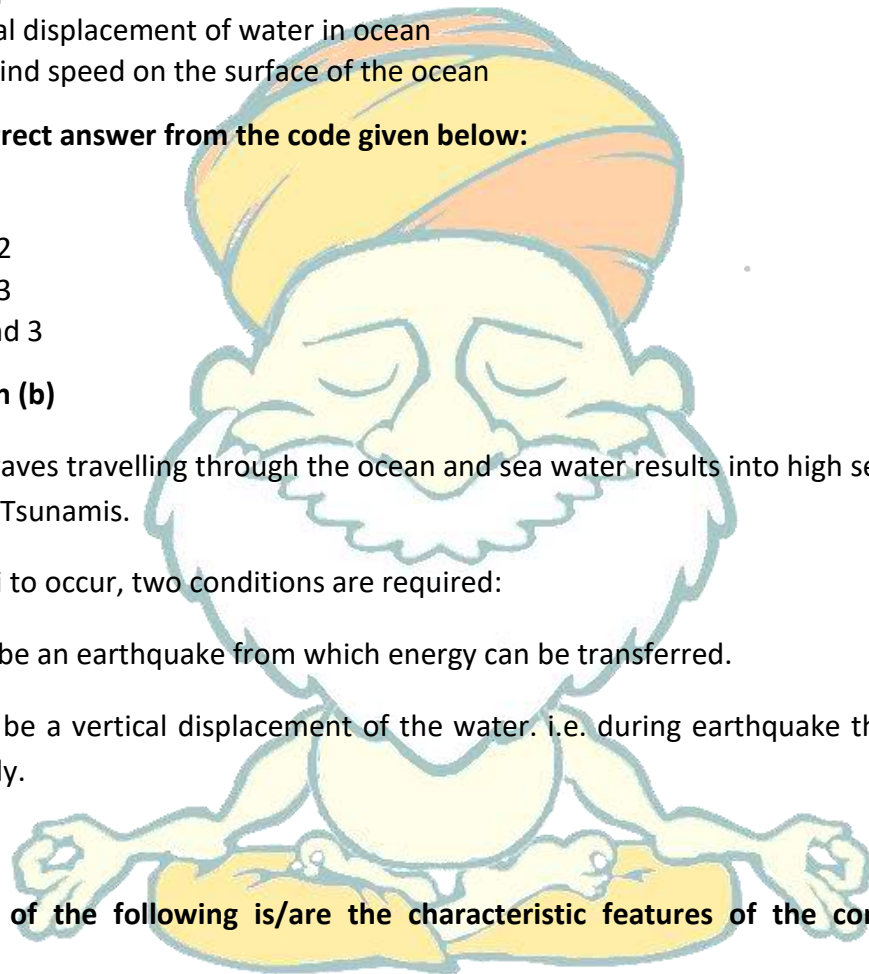 al displacement of water in ocean
ind speed on the surface of the ocean
rrect answer from the code given below:
2
3
nd 3
n (b)
aves travelling through the ocean and sea water results into high se
Tsunamis.
i to occur, two conditions are required:
be an earthquake from which energy can be transferred.
be a vertical displacement of the water. i.e. during earthquake th
ly.
of the following is/are the characteristic features of the con